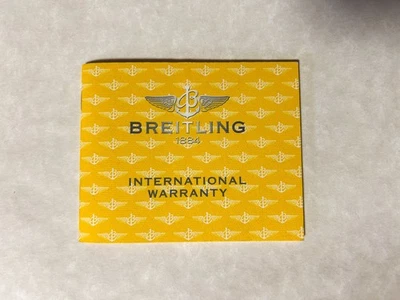 BREITLING
1884
INTERNATIONAL
WARRANTY